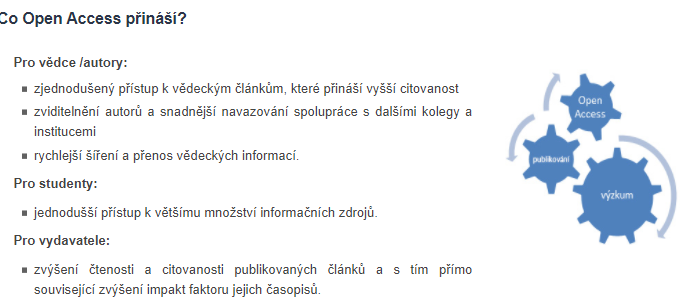 Co Open Access přináší?
Pro vědce /autory:
zjednodušený přístup k vědeckým článkům, které přináší vyšší citovanost
zviditelnění autorů a snadnější navazování spolupráce s dalšími kolegy a
institucemi
rychlejší šíření a přenos vědeckých informací.
Pro studenty:
jednodušší přístup k většímu množství informačních zdrojů.
Pro vydavatele:
zvýšení čtenosti a citovanosti publikovaných článků a s tím přímo
související zvýšení impakt faktoru jejich časopisů.
Open
Access
publikování
výzkum